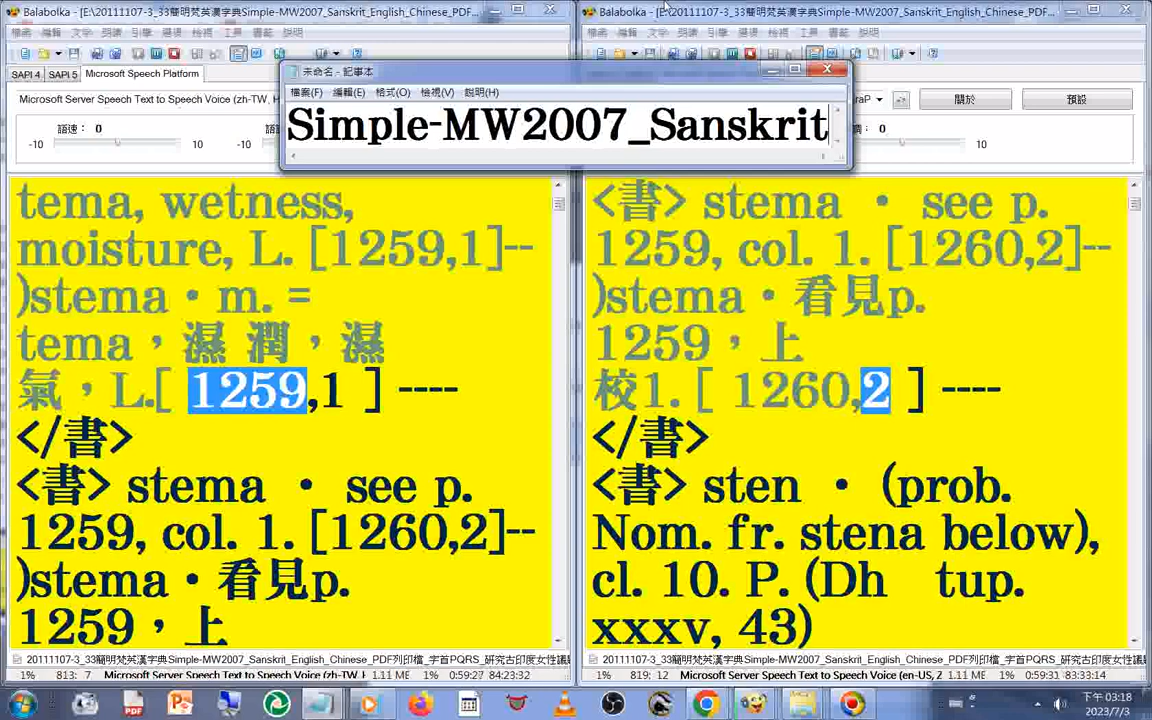 Balabolka - [E:\20111107-3_33簡明梵英漢字典Simple-MW2007_Sanskrit_English_Chinese_PDF...
Balabolka - [E:\20111107-3_33簡明梵英漢字典Simple-MW2007_Sanskrit_English_Chinese_PDF...
SAPI 4 SAPI 5 Microsoft Speech Platform
未命名 - 記事本
檔案(F) 編輯(E) 格式(O) 檢視(V) 說明(H)
Simple-MW2007_Sanskrit
Microsoft Server Speech Text to Speech Voice (zh-TW, H
關於 預設
語速： 0
0
-10 10 -10 10
tema, wetness,
moisture, L. [1259,1]--
)stema · m. =
tema，濕 潤，濕
氣，L.[ 1259,1 ] ----
</書>
<書> stema · see p.
1259, col. 1. [1260,2]--
)stema · 看見p.
1259，上
<書> stema · see p.
1259, col. 1. [1260,2]--
)stema · 看見p.
1259，上
校1. [ 1260,2 ] ----
</書>
<書> sten · (prob.
Nom. fr. stena below),
cl. 10. P. (Dh tup.
xxxv, 43)
20111107-3_33簡明梵英漢字典Simple-MW2007_Sanskrit_English_Chinese_PDF列印檔_字首PQRS_研究古印度女性議
20111107-3_33簡明梵英漢字典Simple-MW2007_Sanskrit_English_Chinese_PDF列印檔_字首PQRS_研究古印度女性議
1% 813: 7 Microsoft Server Speech Text to Speech Voice (zh-TW, H 1.11 MB 1% 0:59:27 84:23:32
1% 819: 12 Microsoft Server Speech Text to Speech Voice (en-US, Z 1.11 MB 1% 0:59:31 83:33:14
下午 03:18
2023/7/3